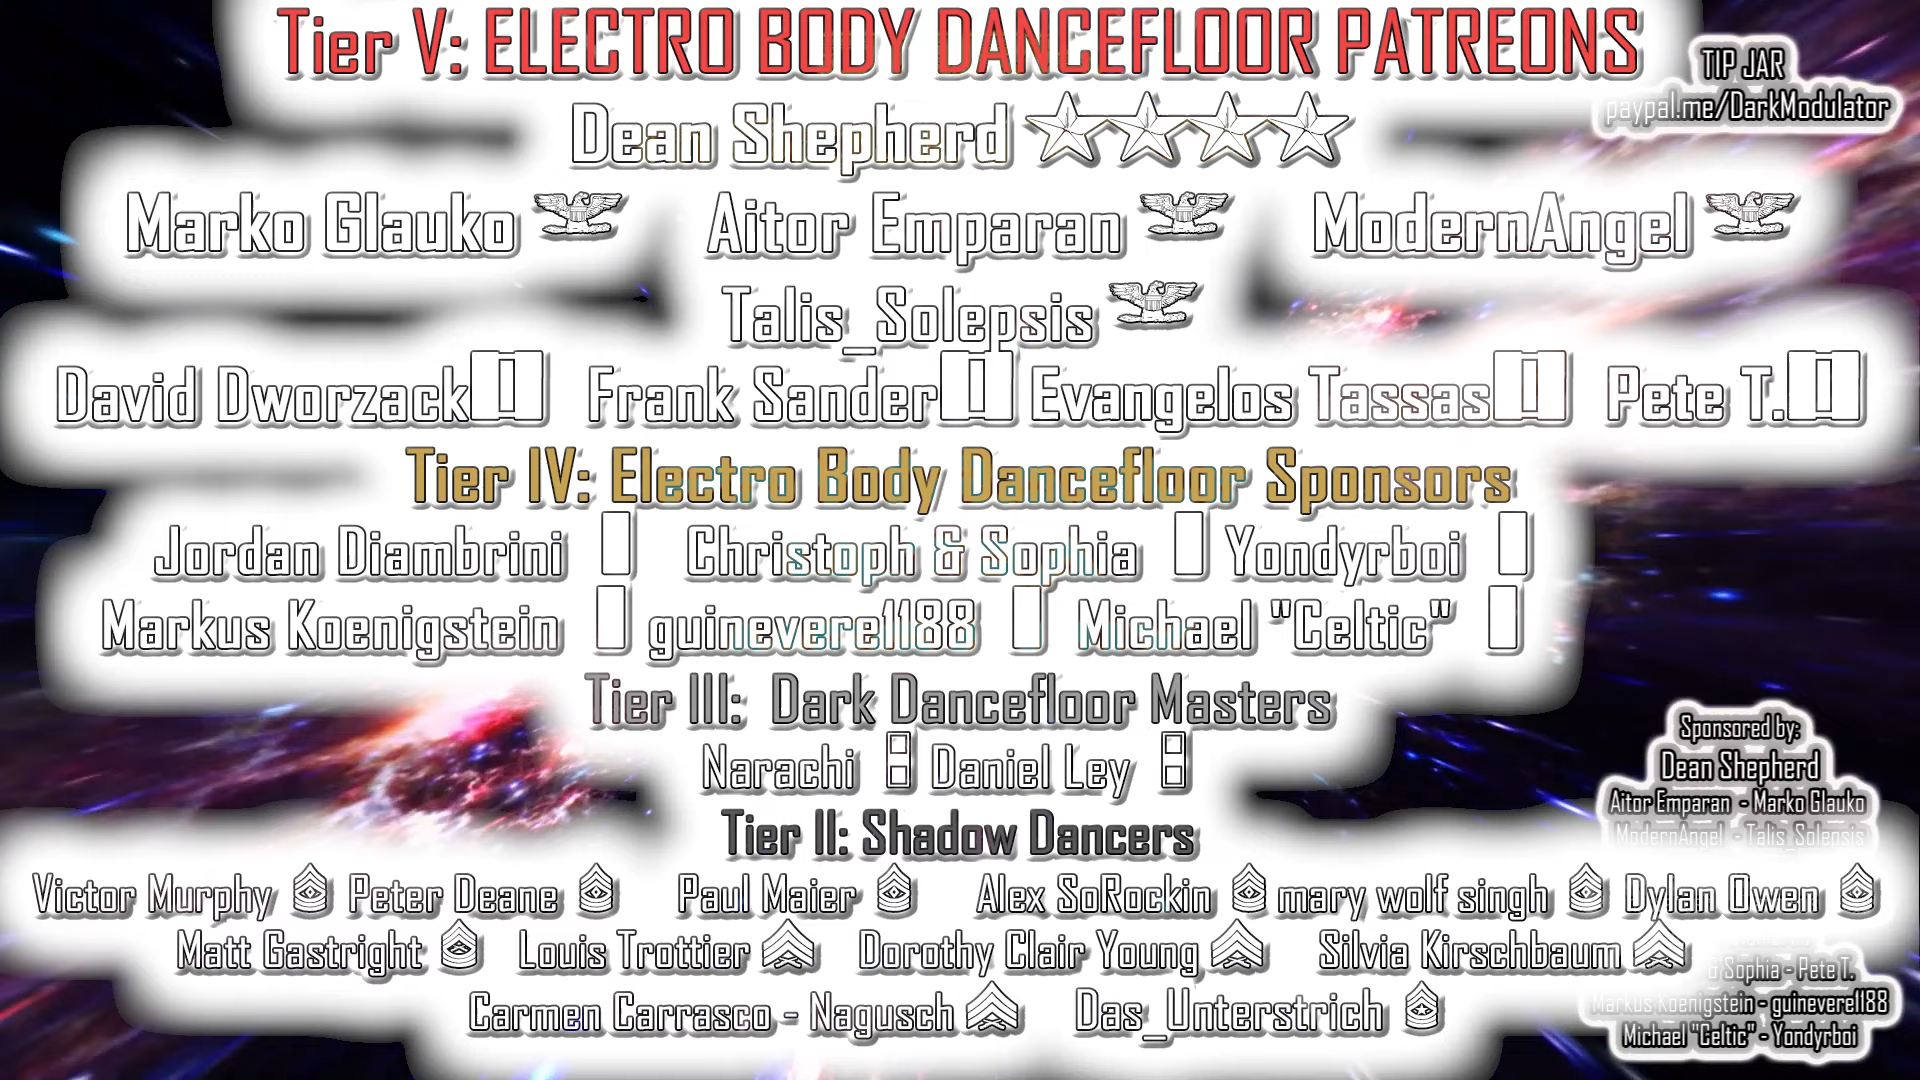 Tier V: ELECTRO BODY DANCEFLOOR PATREONS
TIP JAR
paypal.me/DarkModulator
Dean Shepherd
Marko Glauko Aitor Emparan ModernAngel
Talis_Solepsis
David Dworzack Frank Sander Evangelos Tassas Pete T.
Tier IV: Electro Body Dancefloor Sponsors
Jordan Diambrini Christoph & Sophia Yondyrboi
Markus Koenigstein guinevere1188 Michael "Celtic"
Tier III: Dark Dancefloor Masters
Narachi Daniel Ley
Tier II: Shadow Dancers
Victor Murphy Peter Deane Paul Maier Alex SoRockin mary wolf singh Dylan Owen
Matt Gastright Louis Trottier Dorothy Clair Young Silvia Kirschbaum
Carmen Carrasco - Nagusch Das_Unterstrich
Sponsored by:
Dean Shepherd
Aitor Emparan - Marko Glauko
ModernAngel - Talis_Solepsis
& Sophia - Pete T.
Markus Koenigstein - guinevere1188
Michael "Celtic" - Yondyrboi